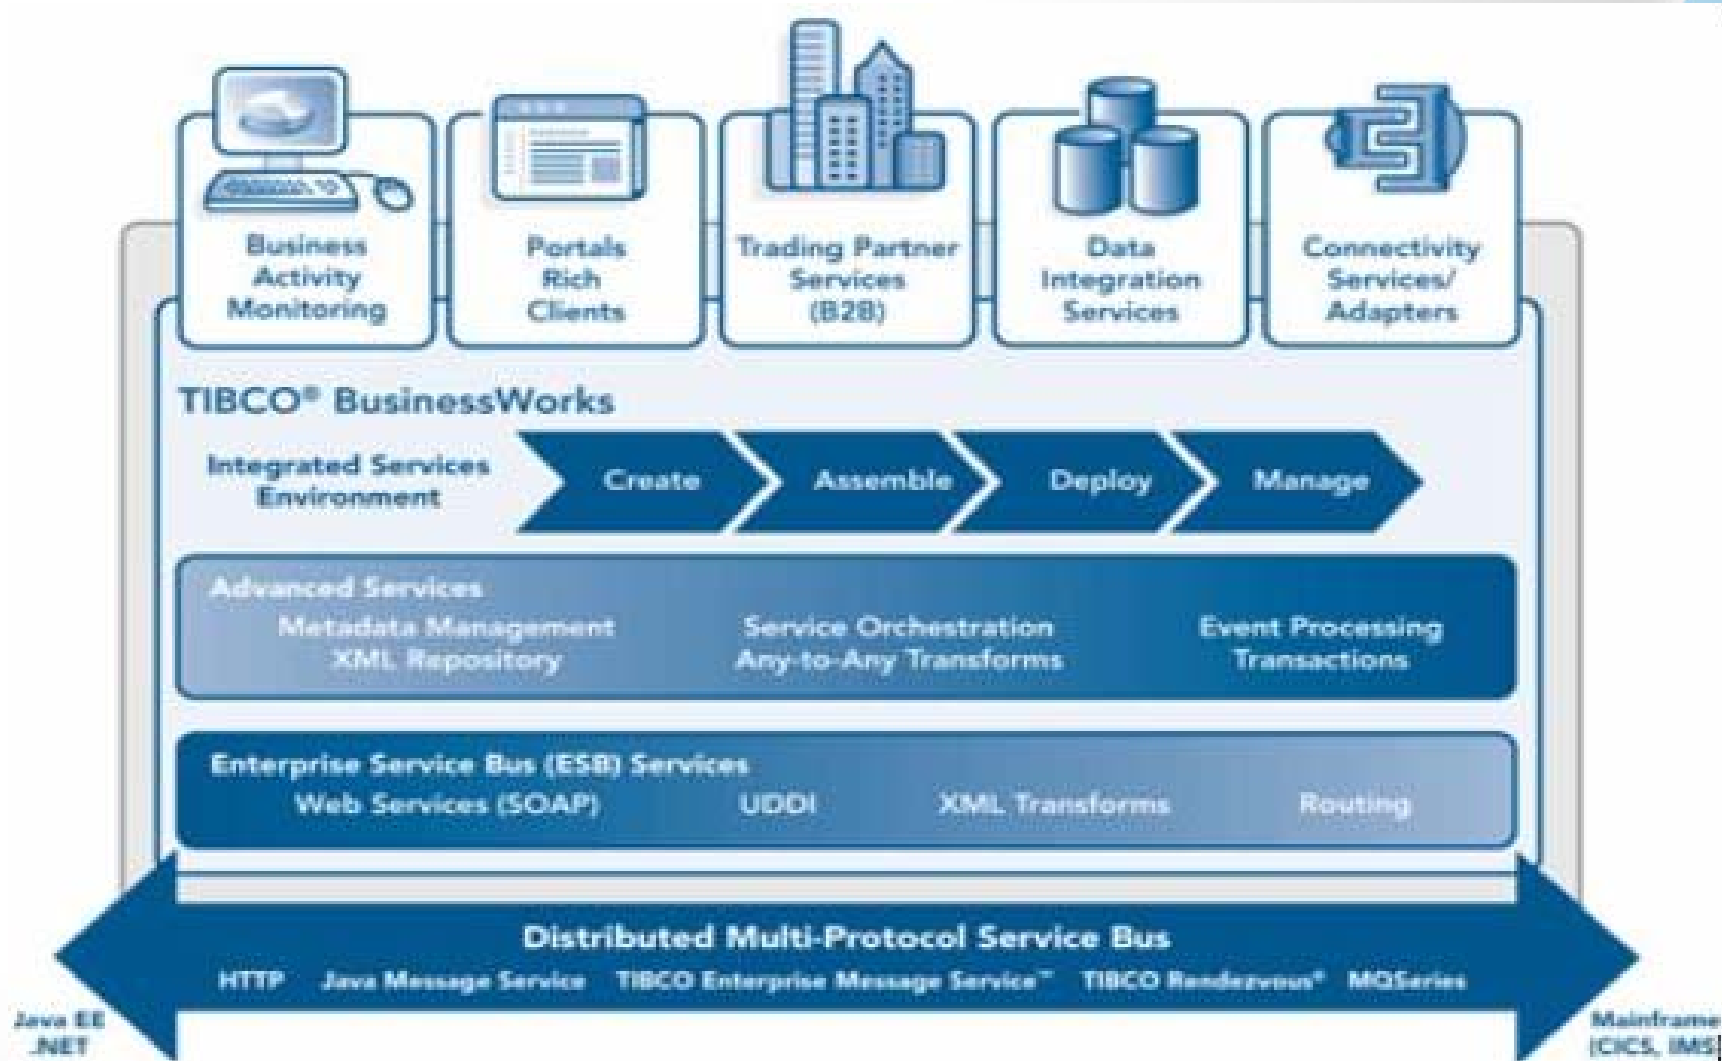 Business
Activity
Monitoring
Portals
Rich
Clients
Trading Partner
Services
(B2B)
Data
Integration
Services
Connectivity
Services/
Adapters
TIBCO® BusinessWorks
Integrated Services
Environment
Create
Assemble
Deploy
Manage
Advanced Services
Metadata Management
XML Repository
Service Orchestration
Any-to-Any Transforms
Event Processing
Transactions
Enterprise Service Bus (ESB) Services
Web Services (SOAP)
UDDI
XML Transforms
Routing
Distributed Multi-Protocol Service Bus
HTTP
Java Message Service
TIBCO Enterprise Message Service™
TIBCO Rendezvous®
MQSeries
Java EE
.NET
Mainframe
(CICS, IMS)